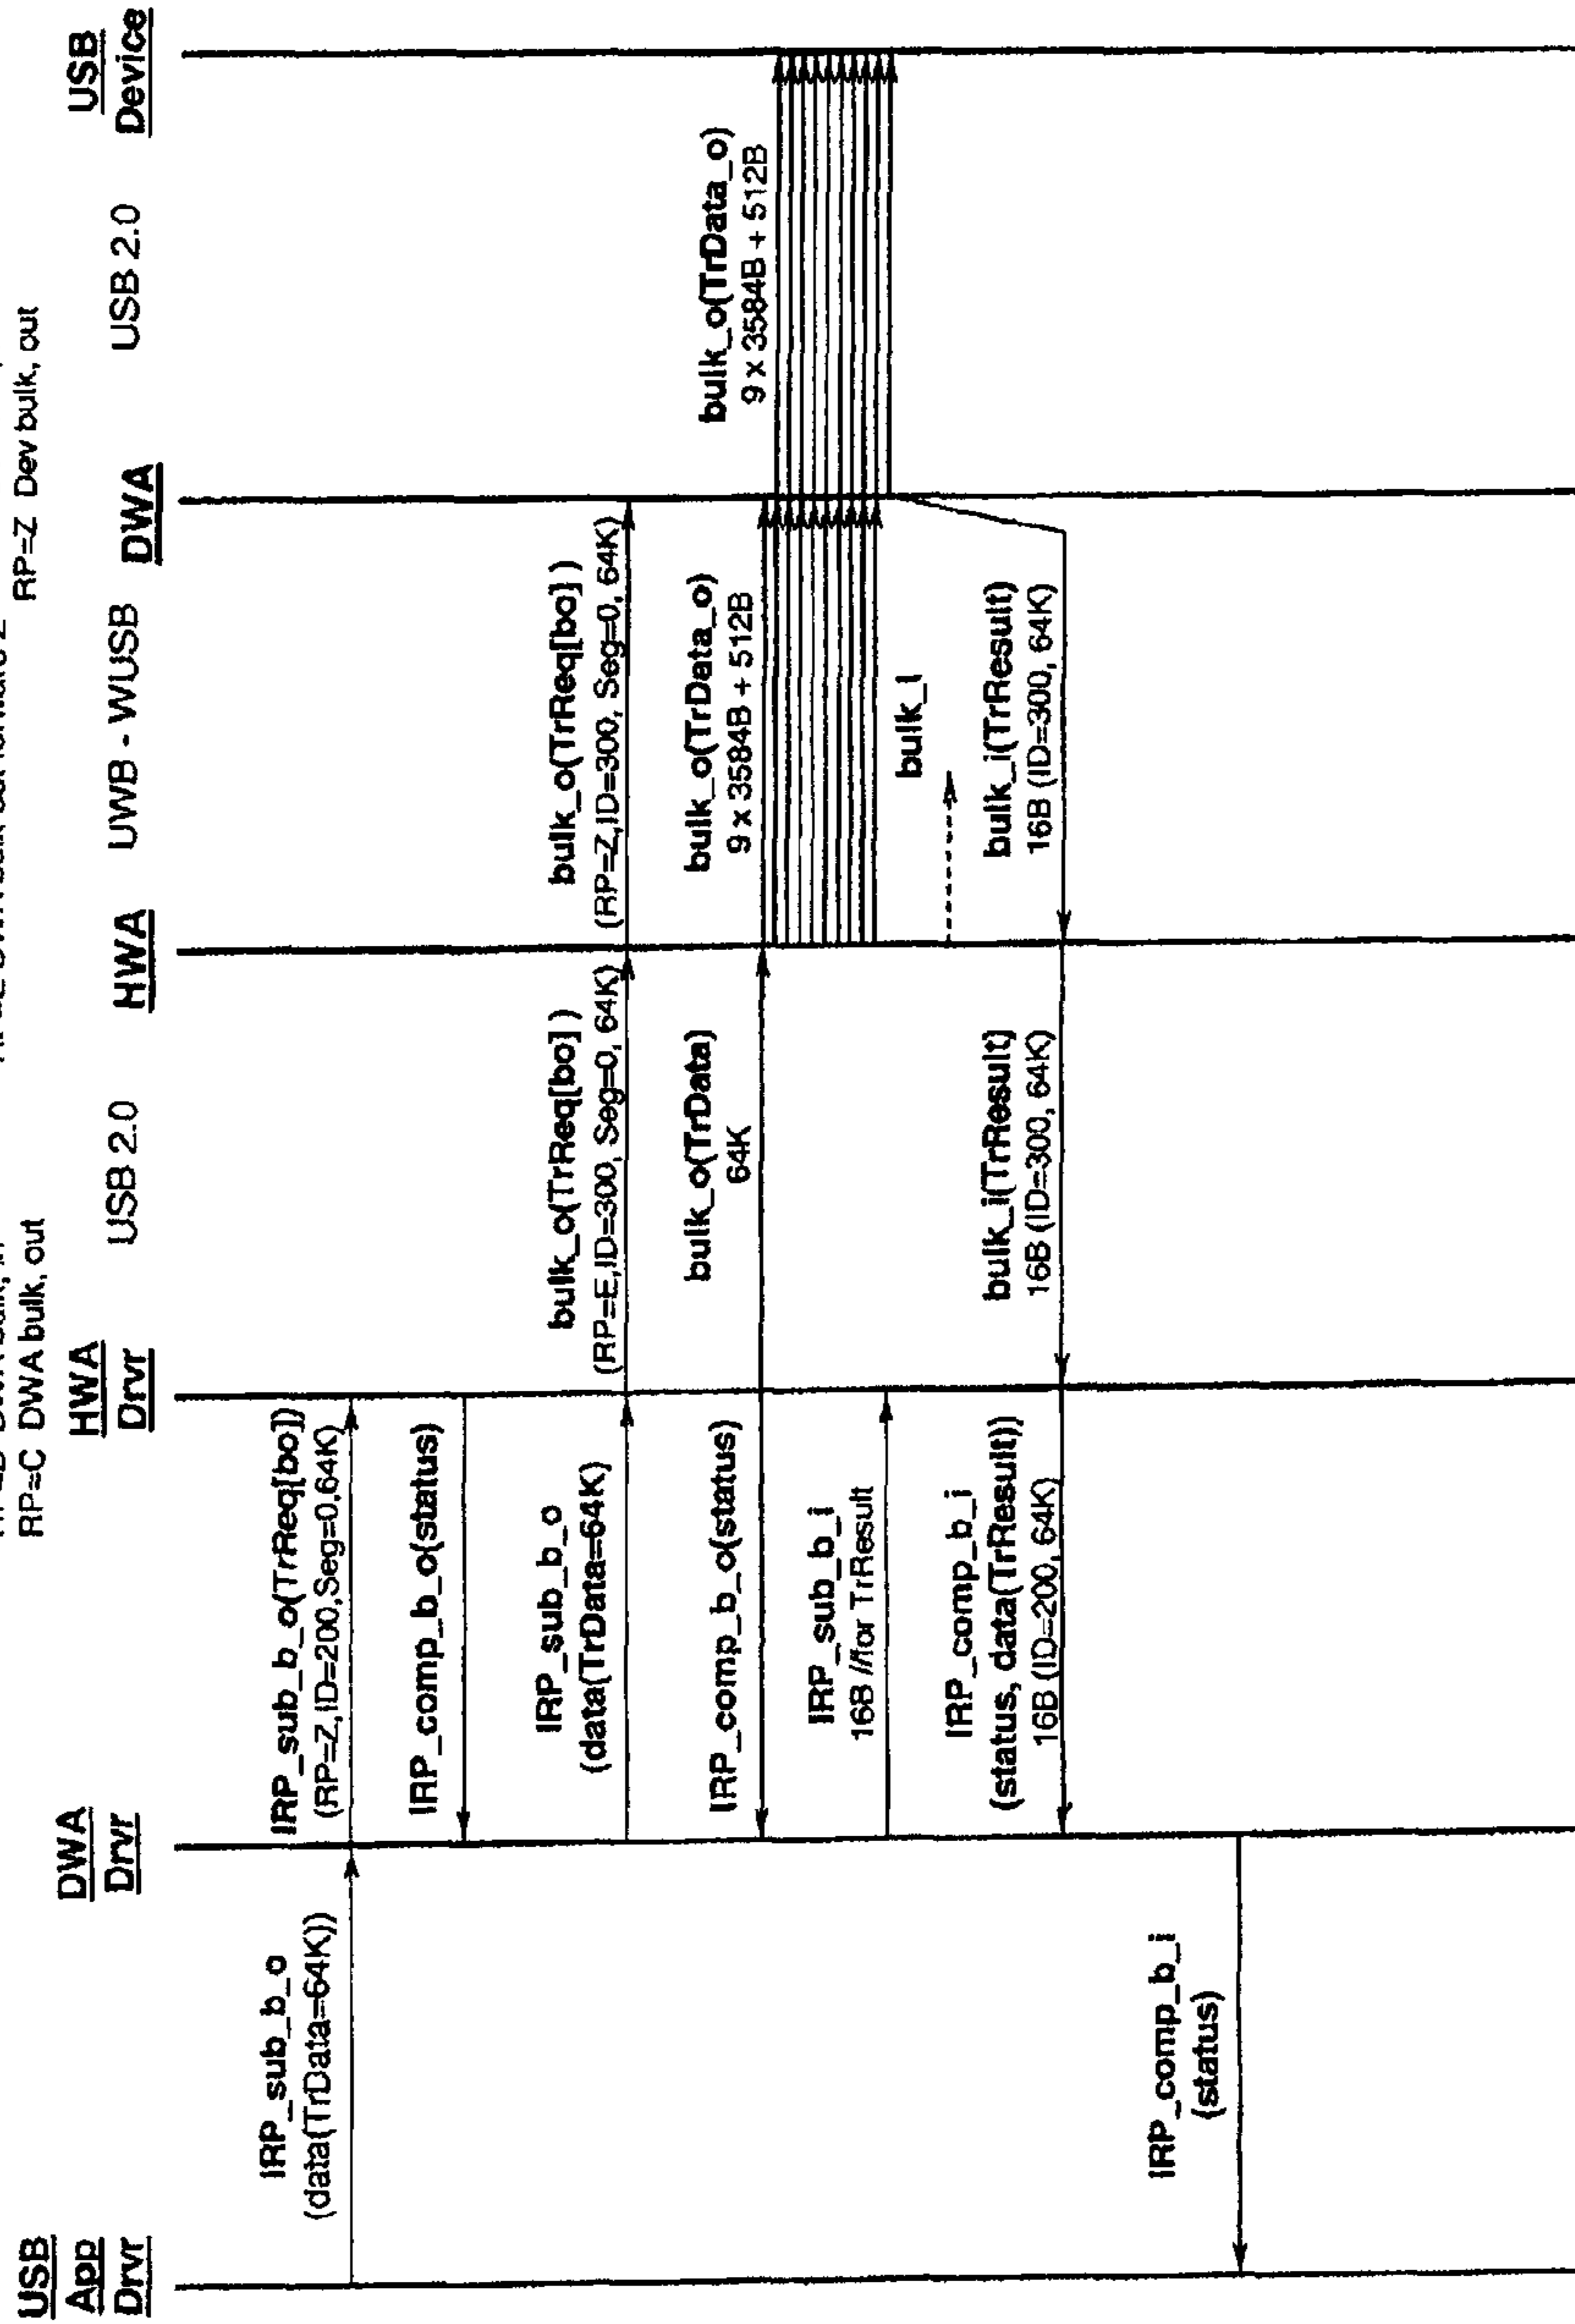 RP=C DWA bulk, out
RP=Z Dev bulk, out
USB
App
Drvr
DWA
Drvr
HWA
Drvr
USB 2.0
HWA
UWB - WUSB
DWA
USB 2.0
USB
Device
IRP_sub_b_o
(data(TrData=64K))
IRP_sub_b_o(TrReq[bo])
(RP=Z,ID=200,Seg=0,64K)
IRP_comp_b_o(status)
IRP_sub_b_o
(data(TrData=64K)
bulk_o(TrReq[bo])
(RP=E,ID=300, Seg=0, 64K)
bulk_o(TrReq[bo])
(RP=Z,ID=300, Seg=0, 64K)
IRP_comp_b_o(status)
bulk_o(TrData)
64K
bulk_o(TrData_o)
9 x 3584B + 512B
bulk_o(TrData_o)
9 x 3584B + 512B
IRP_sub_b_i
16B //for TrResult
bulk_i
IRP_comp_b_i
(status, data(TrResult))
16B (ID=200, 64K)
bulk_i(TrResult)
16B (ID=300, 64K)
bulk_i(TrResult)
16B (ID=300, 64K)
IRP_comp_b_i
(status)